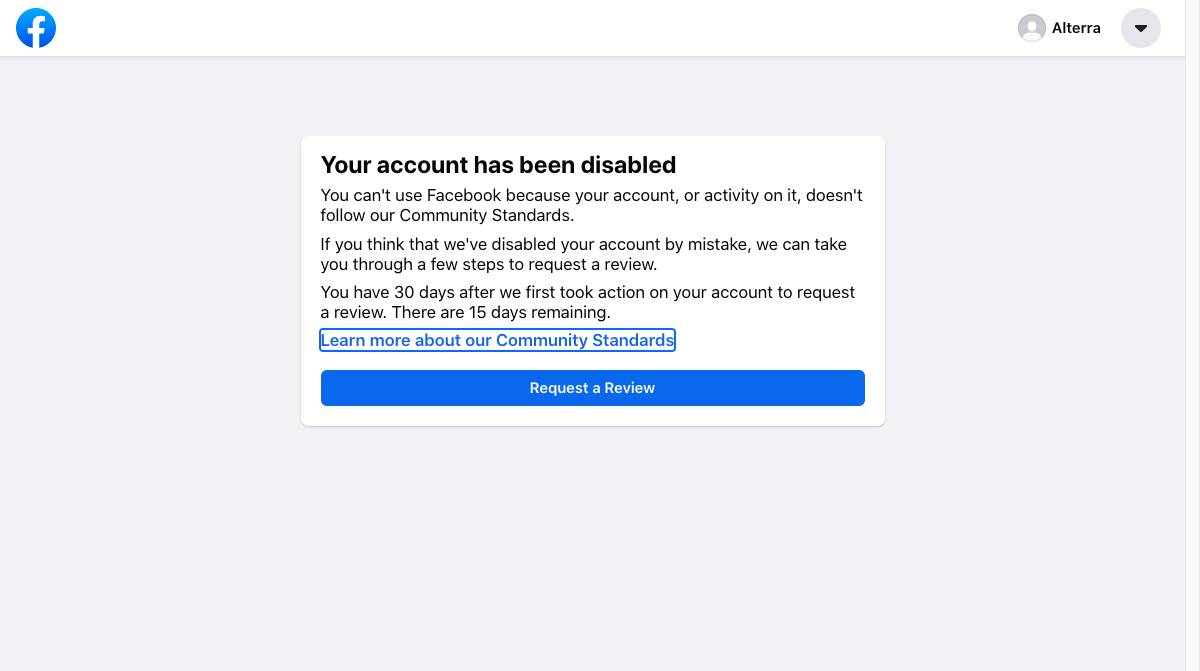 Alterra
Your account has been disabled
You can't use Facebook because your account, or activity on it, doesn't
follow our Community Standards.
If you think that we've disabled your account by mistake, we can take
you through a few steps to request a review.
You have 30 days after we first took action on your account to request
a review. There are 15 days remaining.
Learn more about our Community Standards
Request a Review